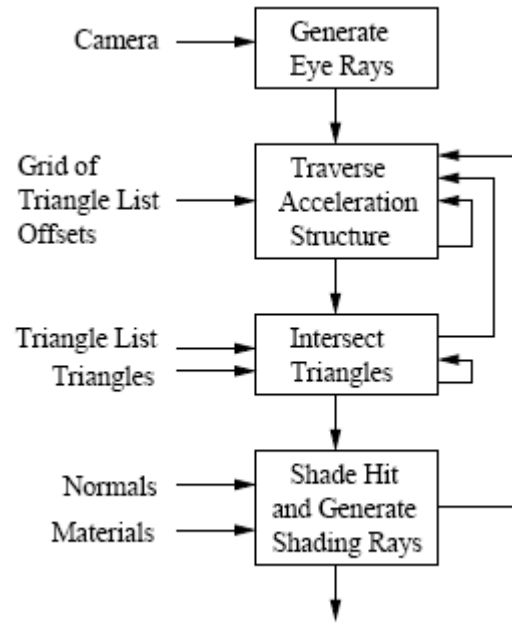 Camera
Generate
Eye Rays
Grid of
Triangle List
Offsets
Traverse
Acceleration
Structure
Triangle List
Triangles
Intersect
Triangles
Normals
Materials
Shade Hit
and Generate
Shading Rays